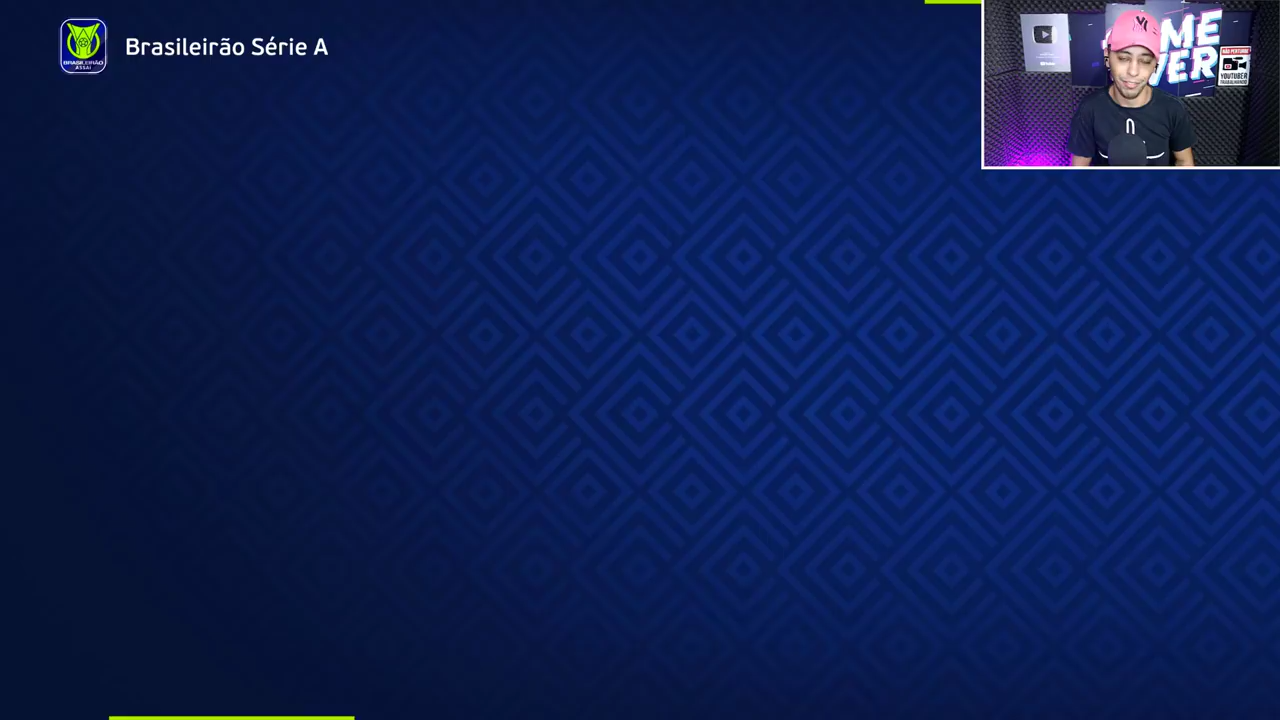 Brasileirão Série A
BRASILEIRÃO
ASSAÍ
ME
VER
NÃO PERTURBE
YOUTUBER
TRABALHANDO